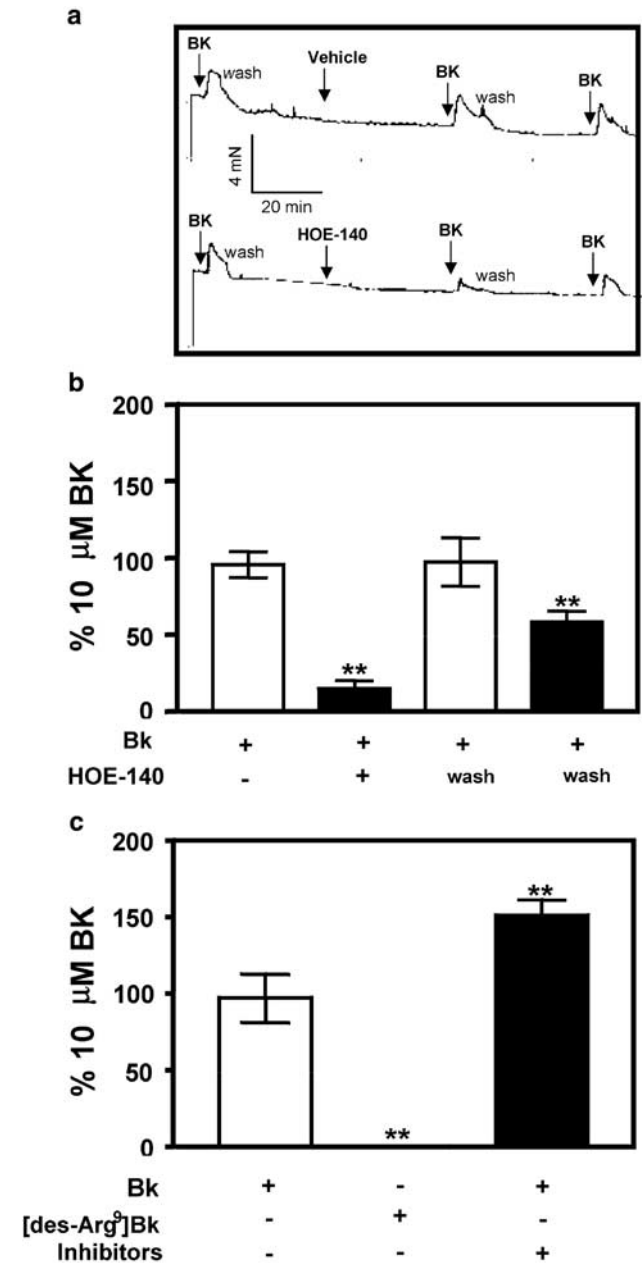 a
BK wash Vehicle BK wash BK
4 mN
20 min
BK wash HOE-140 BK wash BK
b
200
150
100
50
0
% 10 µM BK
** **
Bk + + + +
HOE-140 - + wash wash
c
200
150
100
50
0
% 10 µM BK
** **
Bk + - +
[des-Arg⁹]Bk - + -
Inhibitors - - +